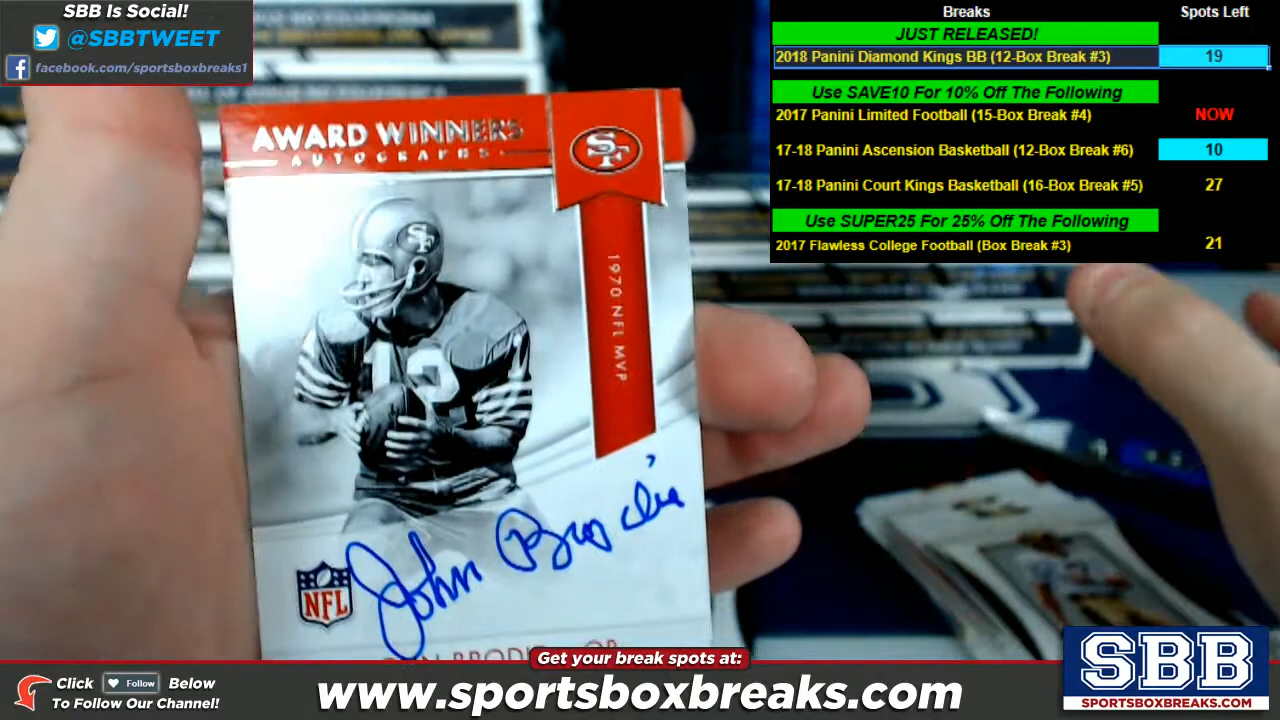 SBB Is Social!
@SBBTWEET
facebook.com/sportsboxbreaks1
Breaks Spots Left
JUST RELEASED!
2018 Panini Diamond Kings BB (12-Box Break #3) 19
Use SAVE10 For 10% Off The Following
2017 Panini Limited Football (15-Box Break #4) NOW
17-18 Panini Ascension Basketball (12-Box Break #6) 10
17-18 Panini Court Kings Basketball (16-Box Break #5) 27
Use SUPER25 For 25% Off The Following
2017 Flawless College Football (Box Break #3) 21
AWARD WINNERS
AUTOGRAPHS
SF
SF
1970 NFL MVP
12
John Brodie
NFL
Get your break spots at:
Click Follow Below
To Follow Our Channel!
www.sportsboxbreaks.com
SBB
SPORTSBOXBREAKS.COM